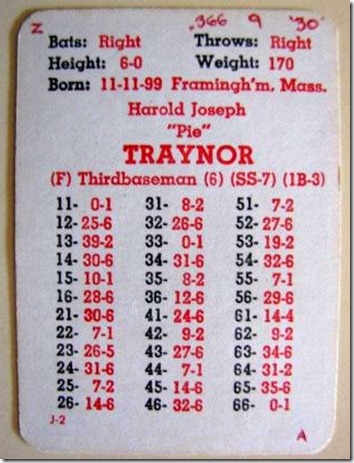 Z .366 9 '30'
Bats: Right Throws: Right
Height: 6-0 Weight: 170
Born: 11-11-99 Framingh'm, Mass.
Harold Joseph
"Pie"
TRAYNOR
(F) Thirdbaseman (6) (SS-7) (1B-3)
11- 0-1 31- 8-2 51- 7-2
12- 25-6 32- 26-6 52- 27-6
13- 39-2 33- 0-1 53- 19-2
14- 30-6 34- 31-6 54- 32-6
15- 10-1 35- 8-2 55- 7-1
16- 28-6 36- 12-6 56- 29-6
21- 30-6 41- 24-6 61- 14-4
22- 7-1 42- 9-2 62- 9-2
23- 26-5 43- 27-6 63- 34-6
24- 31-6 44- 7-1 64- 31-2
25- 7-2 45- 14-6 65- 35-6
26- 14-6 46- 32-6 66- 0-1
J-2 A